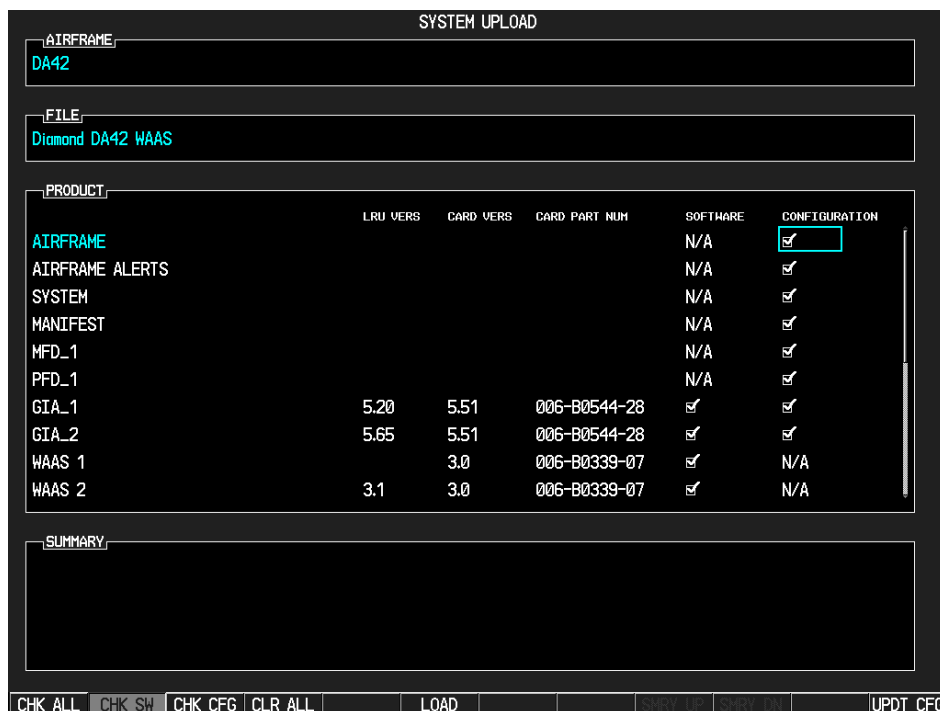 SYSTEM UPLOAD
AIRFRAME
DA42
FILE
Diamond DA42 WAAS
PRODUCT
LRU VERS CARD VERS CARD PART NUM SOFTWARE CONFIGURATION
AIRFRAME N/A
AIRFRAME ALERTS N/A
SYSTEM N/A
MANIFEST N/A
MFD_1 N/A
PFD_1 N/A
GIA_1 5.20 5.51 006-B0544-28
GIA_2 5.65 5.51 006-B0544-28
WAAS 1 3.0 006-B0339-07 N/A
WAAS 2 3.1 3.0 006-B0339-07 N/A
SUMMARY
CHK ALL CHK SW CHK CFG CLR ALL LOAD SMRY UP SMRY DN UPDT CFG